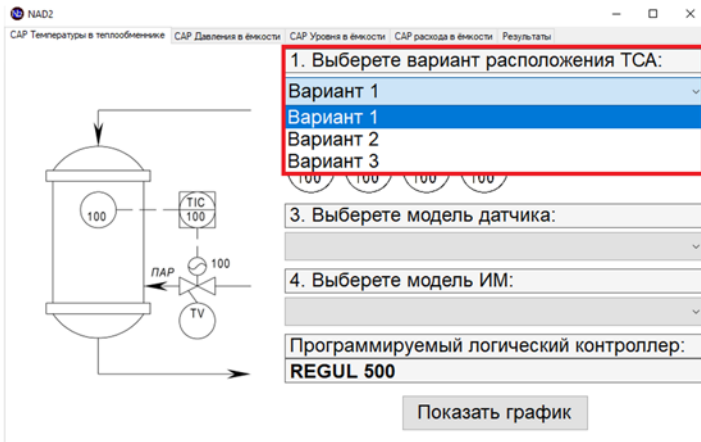 NAD2
САР Температуры в теплообменнике САР Давления в ёмкости САР Уровня в ёмкости САР расхода в ёмкости Результаты
1. Выберете вариант расположения ТСА:
Вариант 1
Вариант 1
Вариант 2
Вариант 3
100 100 100 100
3. Выберете модель датчика:
4. Выберете модель ИМ:
Программируемый логический контроллер:
REGUL 500
Показать график
100
TIC
100
100
ПАР
TV